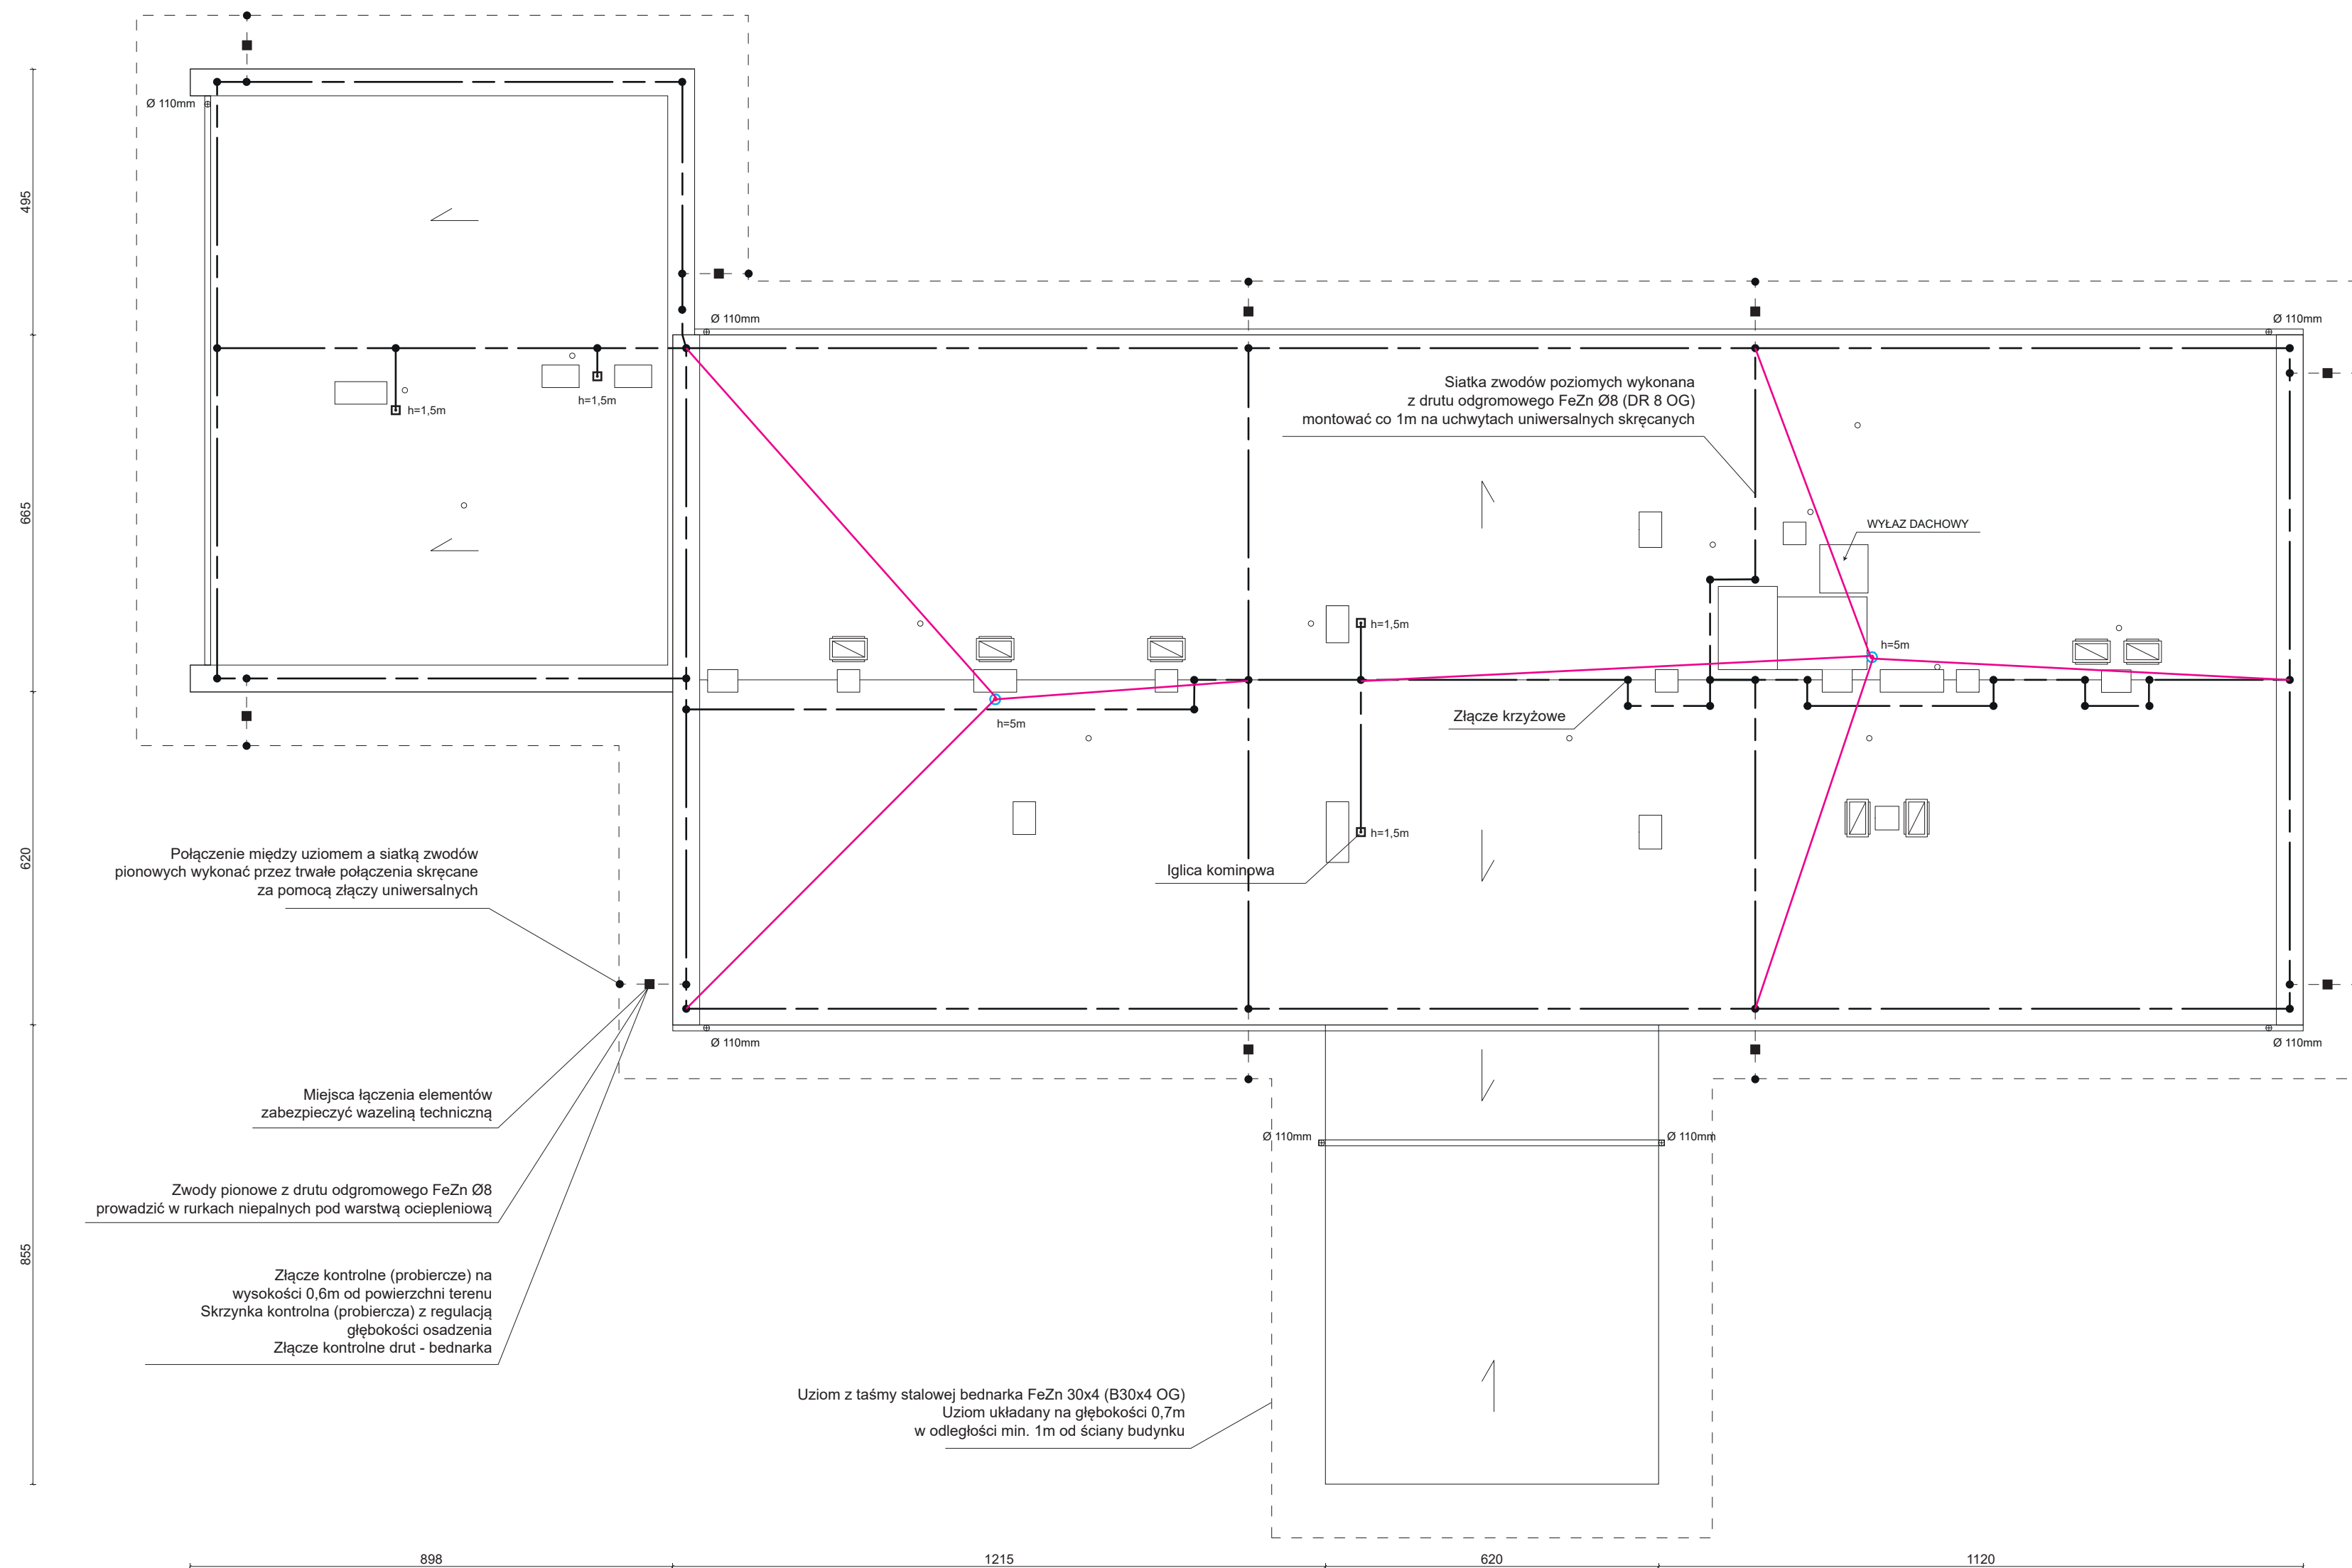 Ø 110mm
495
Ø 110mm
Ø 110mm
h=1,5m
h=1,5m
Siatka zwodów poziomych wykonana
z drutu odgromowego FeZn Ø8 (DR 8 OG)
montować co 1m na uchwytach uniwersalnych skręcanych
665
WYŁAZ DACHOWY
h=1,5m
h=5m
h=5m
Złącze krzyżowe
h=1,5m
Iglica kominowa
620
Połączenie między uziomem a siatką zwodów
pionowych wykonać przez trwałe połączenia skręcane
za pomocą złączy uniwersalnych
Ø 110mm
Ø 110mm
Miejsca łączenia elementów
zabezpieczyć wazeliną techniczną
Ø 110mm
Ø 110mm
Zwody pionowe z drutu odgromowego FeZn Ø8
prowadzić w rurkach niepalnych pod warstwą ociepleniową
855
Złącze kontrolne (probiercze) na
wysokości 0,6m od powierzchni terenu
Skrzynka kontrolna (probiercza) z regulacją
głębokości osadzenia
Złącze kontrolne drut - bednarka
Uziom z taśmy stalowej bednarka FeZn 30x4 (B30x4 OG)
Uziom układany na głębokości 0,7m
w odległości min. 1m od ściany budynku
898
1215
620
1120